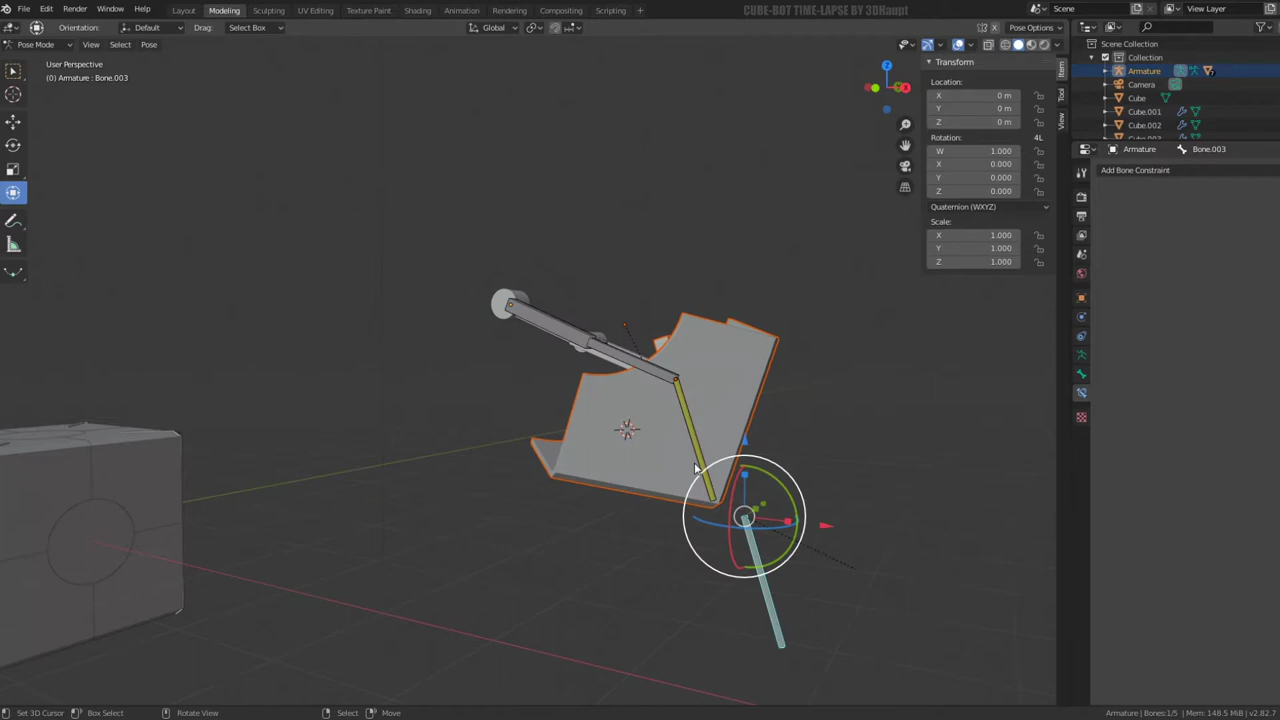 File Edit Render Window Help Layout Modeling Sculpting UV Editing Texture Paint Shading Animation Rendering Compositing Scripting + CUBE-BOT TIME-LAPSE BY 3DHaupt Scene View Layer
Orientation: Default Drag: Select Box Global Pose Options
Pose Mode View Select Pose
User Perspective
(0) Armature : Bone.003
Transform
Location:
X 0 m
Y 0 m
Z 0 m
Rotation: 4L
W 1.000
X 0.000
Y 0.000
Z 0.000
Quaternion (WXYZ)
Scale:
X 1.000
Y 1.000
Z 1.000
Item
Tool
View
Z
Scene Collection
Collection
Armature
Camera
Cube
Cube.001
Cube.002
Armature Bone.003
Add Bone Constraint
Set 3D Cursor Box Select Rotate View Select Move Armature | Bones:1/5 | Mem: 148.5 MiB | v2.82.7